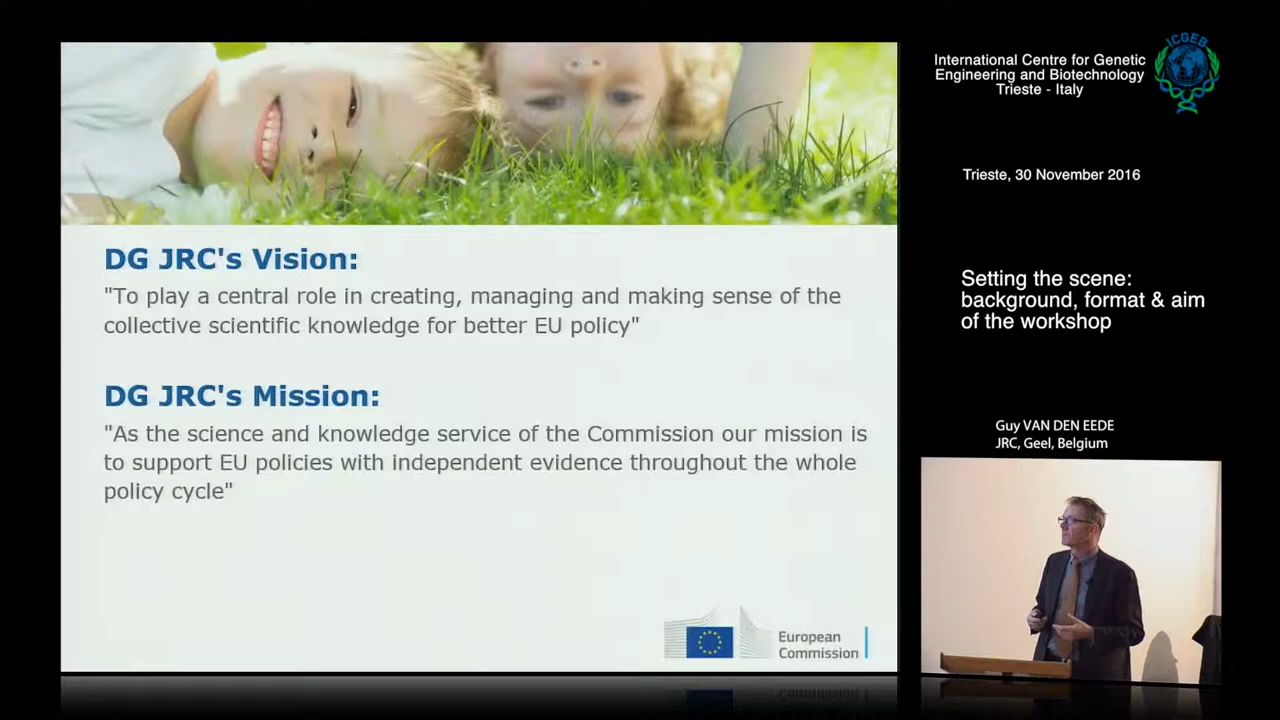 DG JRC's Vision:
"To play a central role in creating, managing and making sense of the
collective scientific knowledge for better EU policy"
DG JRC's Mission:
"As the science and knowledge service of the Commission our mission is
to support EU policies with independent evidence throughout the whole
policy cycle"
European
Commission
International Centre for Genetic
Engineering and Biotechnology
Trieste - Italy
ICGEB
Trieste, 30 November 2016
Setting the scene:
background, format & aim
of the workshop
Guy VAN DEN EEDE
JRC, Geel, Belgium